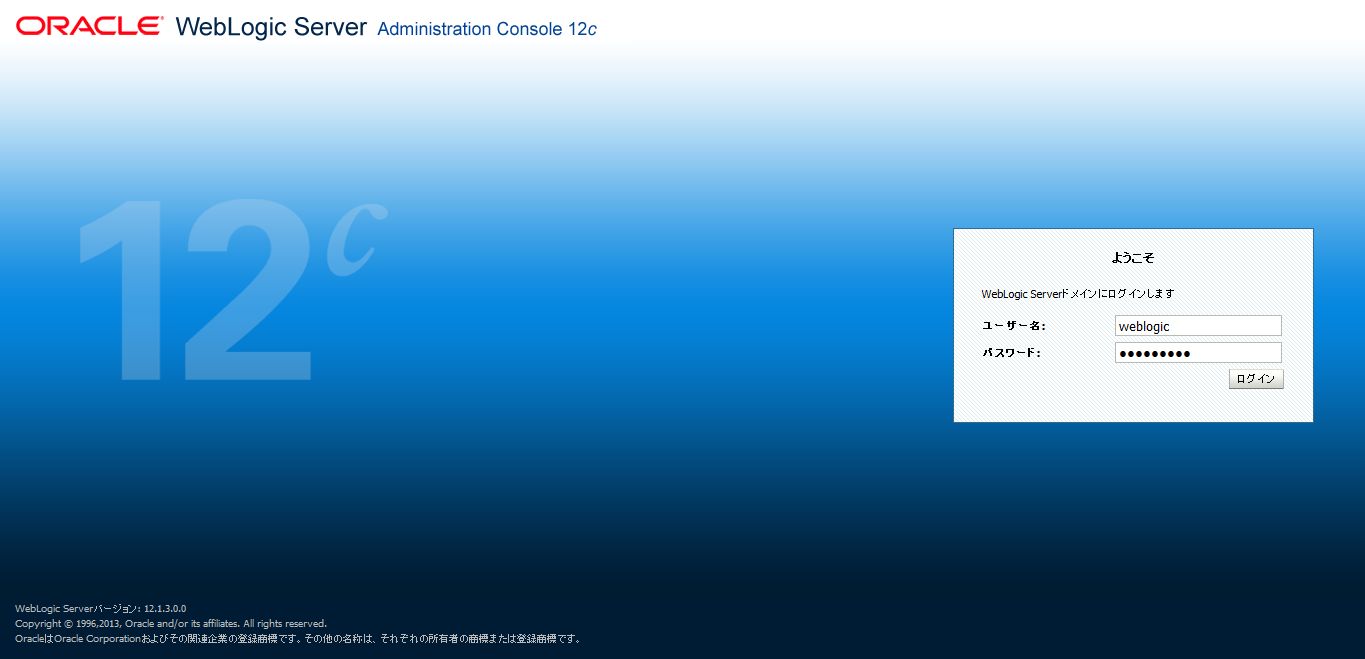 ORACLE® WebLogic Server Administration Console 12c
12c
ようこそ
WebLogic Serverドメインにログインします
ユーザー名: weblogic
パスワード: ●●●●●●●●●
ログイン
WebLogic Serverバージョン: 12.1.3.0.0
Copyright © 1996,2013, Oracle and/or its affiliates. All rights reserved.
OracleはOracle Corporationおよびその関連企業の登録商標です。その他の名称は、それぞれの所有者の商標または登録商標です。